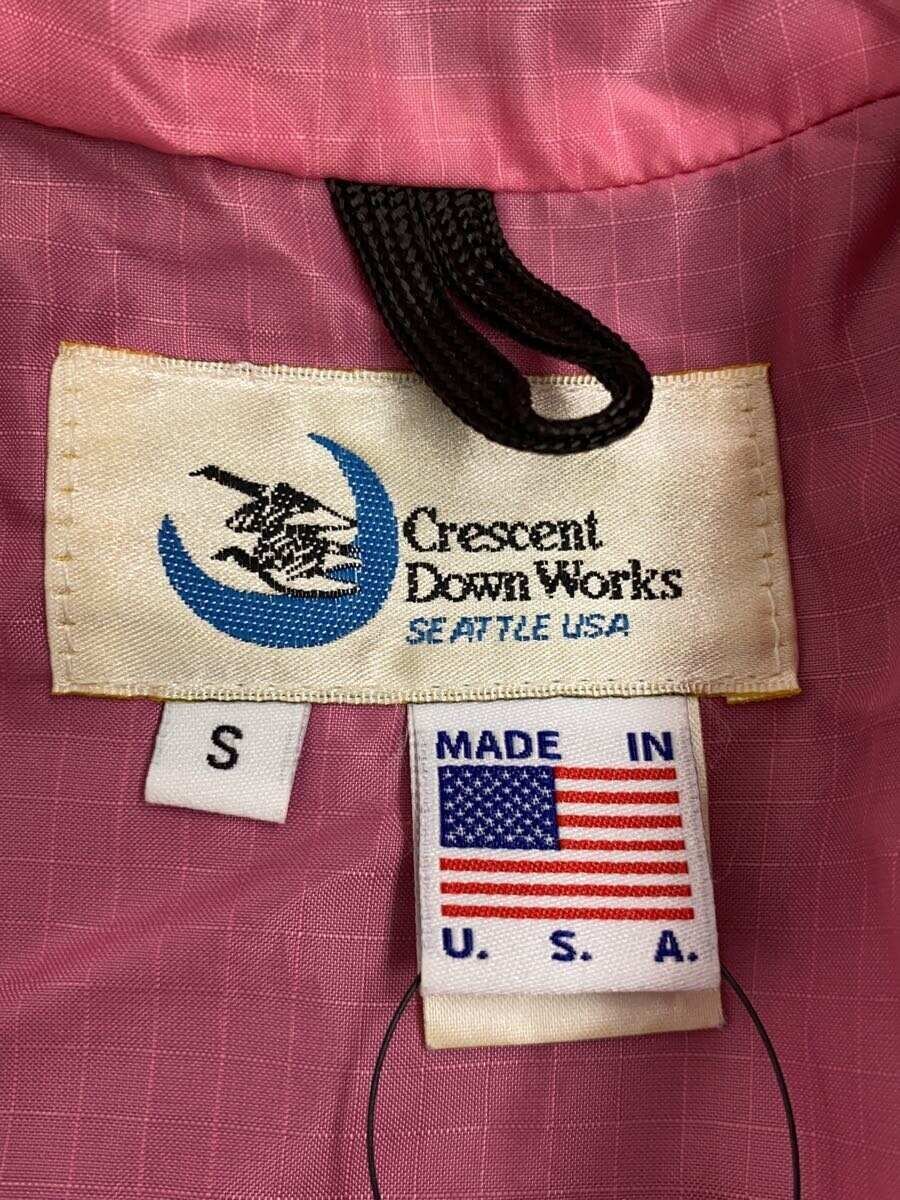 Crescent
Down Works
SEATTLE USA
S
MADE IN
U. S. A.